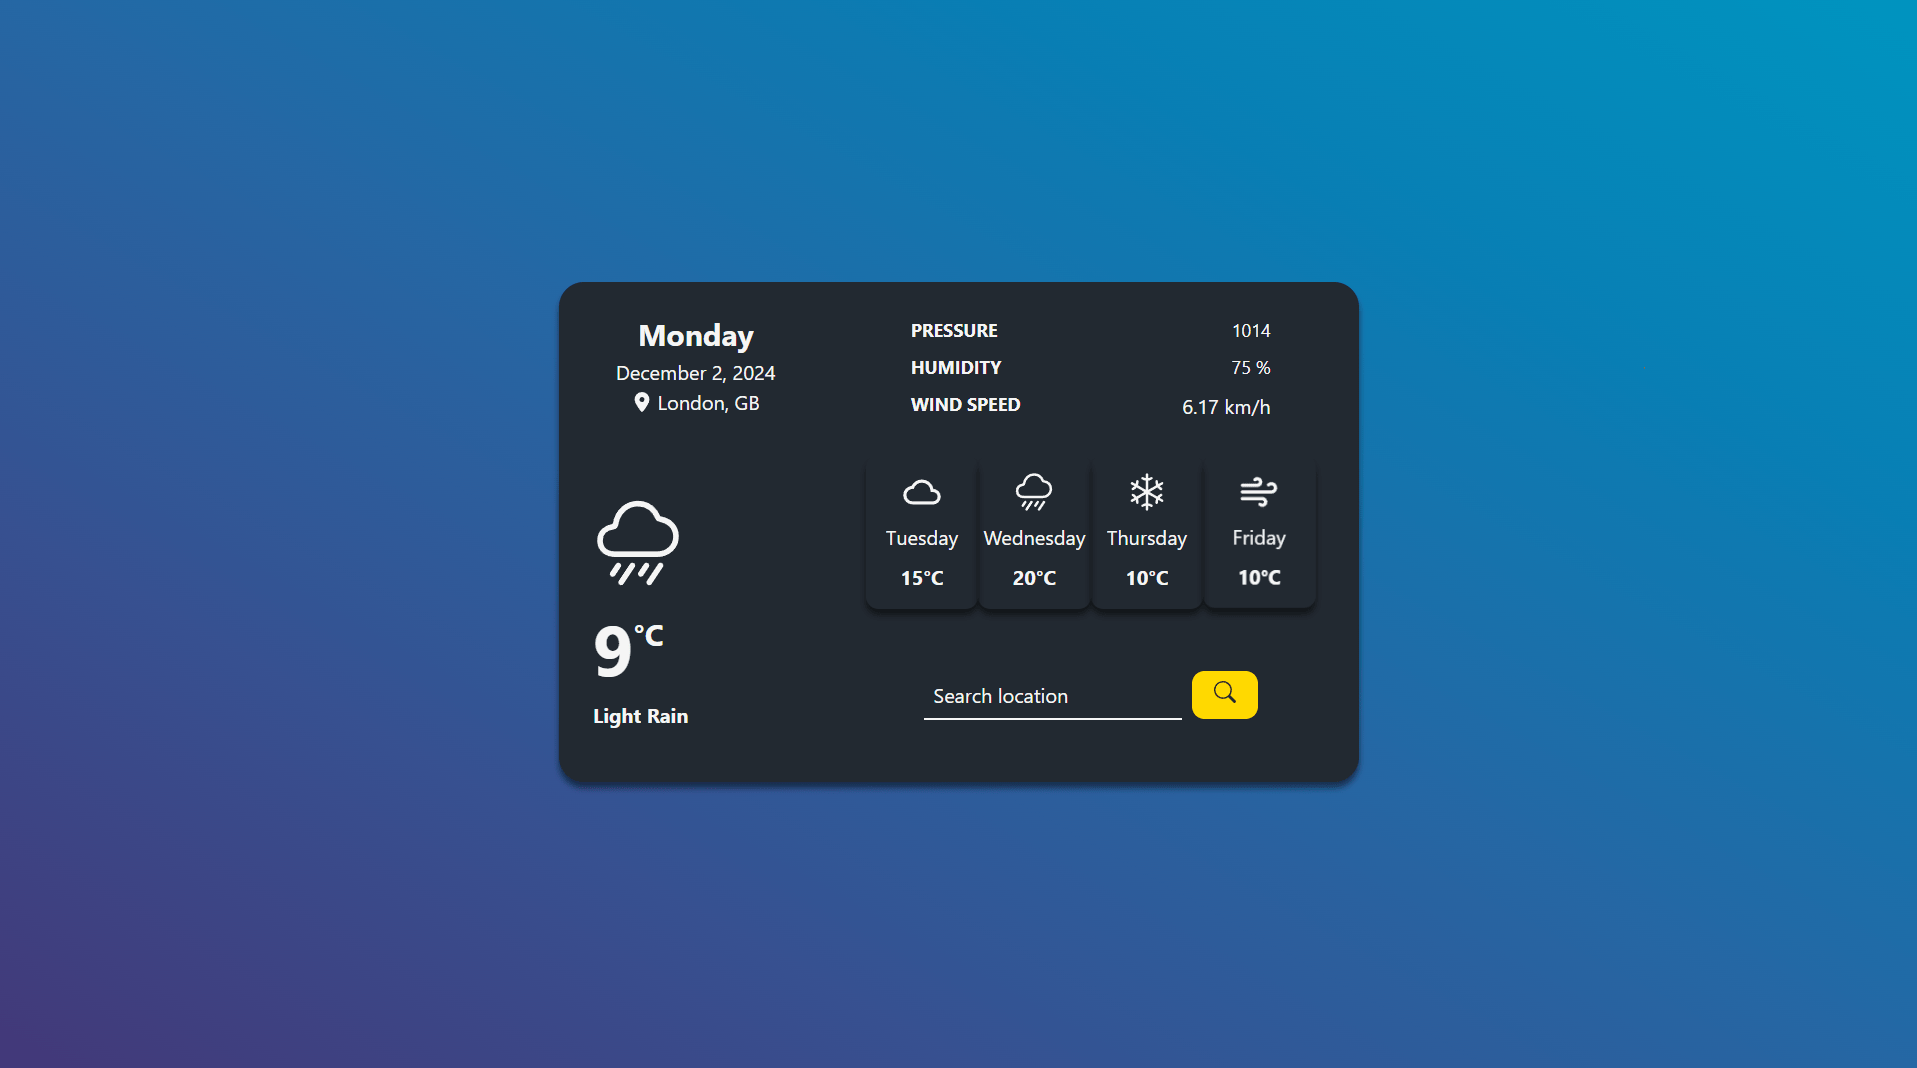 Monday
December 2, 2024
London, GB
PRESSURE 1014
HUMIDITY 75 %
WIND SPEED 6.17 km/h
9°C
Light Rain
Tuesday Wednesday Thursday Friday
15°C 20°C 10°C 10°C
Search location